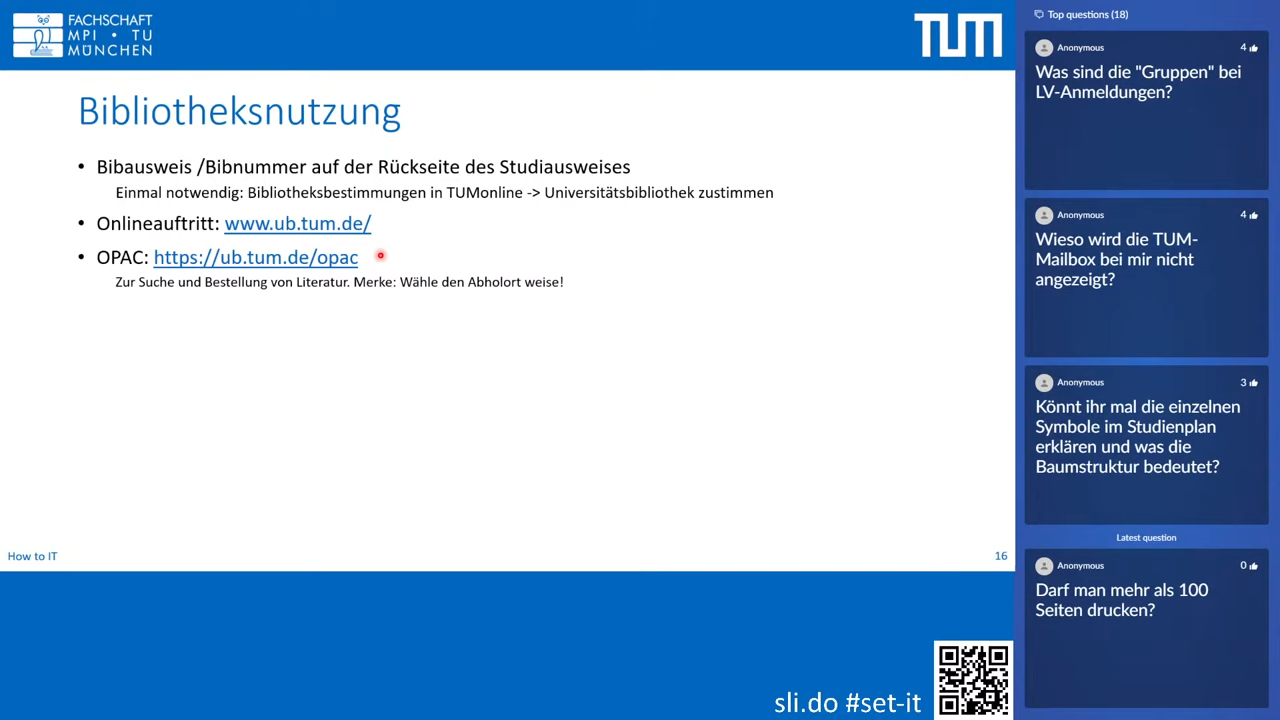 FACHSCHAFT
MPI • TU
MÜNCHEN
TUM
Bibliotheksnutzung
• Bibausweis /Bibnummer auf der Rückseite des Studiausweises
Einmal notwendig: Bibliotheksbestimmungen in TUMonline -> Universitätsbibliothek zustimmen
• Onlineauftritt: www.ub.tum.de/
• OPAC: https://ub.tum.de/opac
Zur Suche und Bestellung von Literatur. Merke: Wähle den Abholort weise!
How to IT
16
sli.do #set-it
Top questions (18)
Anonymous
4
Was sind die "Gruppen" bei
LV-Anmeldungen?
Anonymous
4
Wieso wird die TUM-
Mailbox bei mir nicht
angezeigt?
Anonymous
3
Könnt ihr mal die einzelnen
Symbole im Studienplan
erklären und was die
Baumstruktur bedeutet?
Latest question
Anonymous
0
Darf man mehr als 100
Seiten drucken?